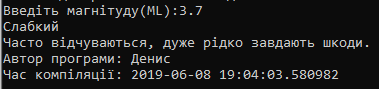 Введіть магнітуду(ML):3.7
Слабкий
Часто відчуваються, дуже рідко завдають шкоди.
Автор програми: Денис
Час компіляції: 2019-06-08 19:04:03.580982